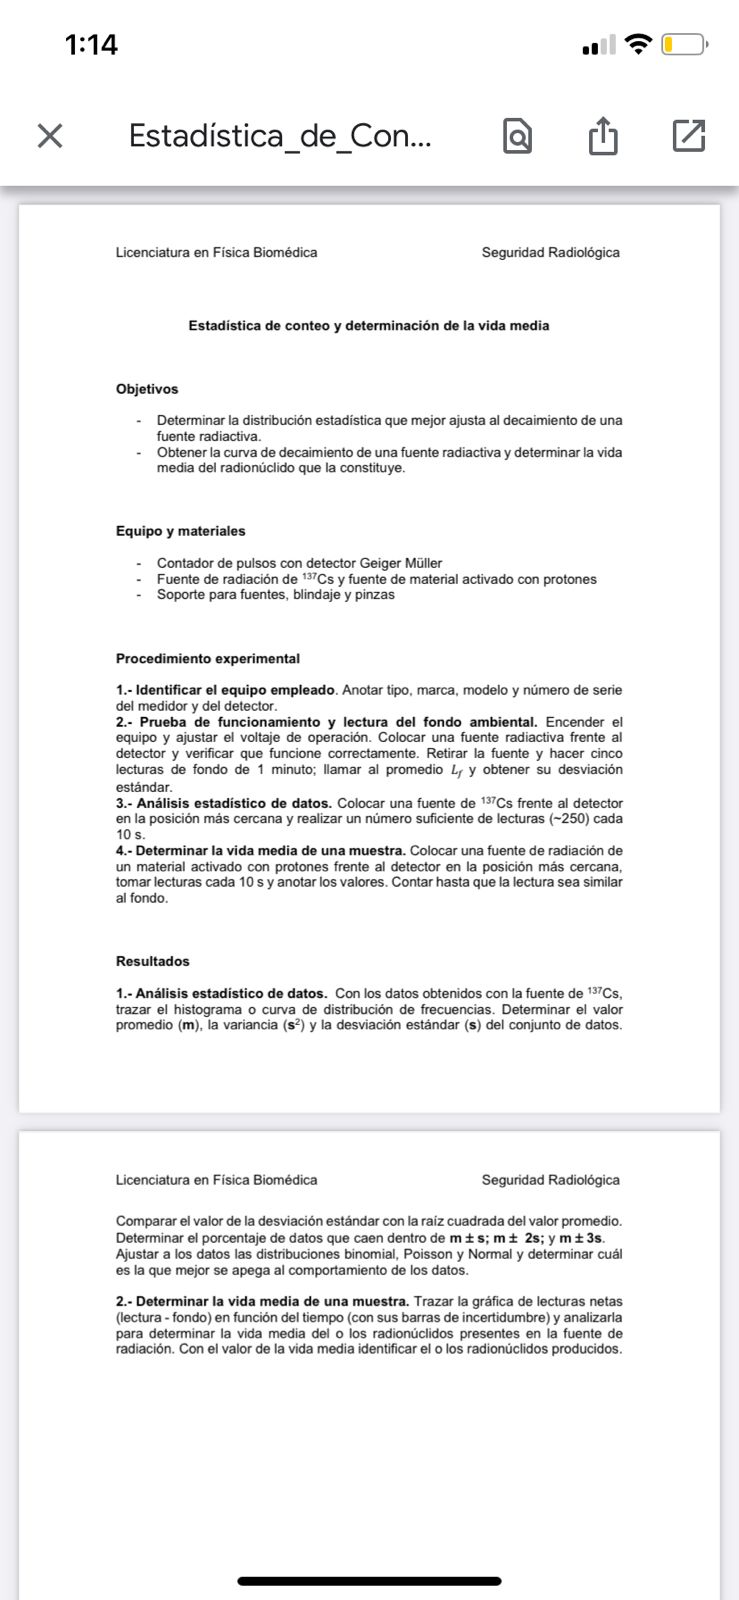 1:14
Estadística_de_Con...
Licenciatura en Física Biomédica Seguridad Radiológica
Estadística de conteo y determinación de la vida media
Objetivos
- Determinar la distribución estadística que mejor ajusta al decaimiento de una
fuente radiactiva.
- Obtener la curva de decaimiento de una fuente radiactiva y determinar la vida
media del radionúclido que la constituye.
Equipo y materiales
- Contador de pulsos con detector Geiger Müller
- Fuente de radiación de ¹³⁷Cs y fuente de material activado con protones
- Soporte para fuentes, blindaje y pinzas
Procedimiento experimental
1.- Identificar el equipo empleado. Anotar tipo, marca, modelo y número de serie
del medidor y del detector.
2.- Prueba de funcionamiento y lectura del fondo ambiental. Encender el
equipo y ajustar el voltaje de operación. Colocar una fuente radiactiva frente al
detector y verificar que funcione correctamente. Retirar la fuente y hacer cinco
lecturas de fondo de 1 minuto; llamar al promedio L_f y obtener su desviación
estándar.
3.- Análisis estadístico de datos. Colocar una fuente de ¹³⁷Cs frente al detector
en la posición más cercana y realizar un número suficiente de lecturas (~250) cada
10 s.
4.- Determinar la vida media de una muestra. Colocar una fuente de radiación de
un material activado con protones frente al detector en la posición más cercana,
tomar lecturas cada 10 s y anotar los valores. Contar hasta que la lectura sea similar
al fondo.
Resultados
1.- Análisis estadístico de datos. Con los datos obtenidos con la fuente de ¹³⁷Cs,
trazar el histograma o curva de distribución de frecuencias. Determinar el valor
promedio (m), la variancia (s²) y la desviación estándar (s) del conjunto de datos.
Licenciatura en Física Biomédica Seguridad Radiológica
Comparar el valor de la desviación estándar con la raíz cuadrada del valor promedio.
Determinar el porcentaje de datos que caen dentro de m ± s; m ± 2s; y m ± 3s.
Ajustar a los datos las distribuciones binomial, Poisson y Normal y determinar cuál
es la que mejor se apega al comportamiento de los datos.
2.- Determinar la vida media de una muestra. Trazar la gráfica de lecturas netas
(lectura - fondo) en función del tiempo (con sus barras de incertidumbre) y analizarla
para determinar la vida media del o los radionúclidos presentes en la fuente de
radiación. Con el valor de la vida media identificar el o los radionúclidos producidos.